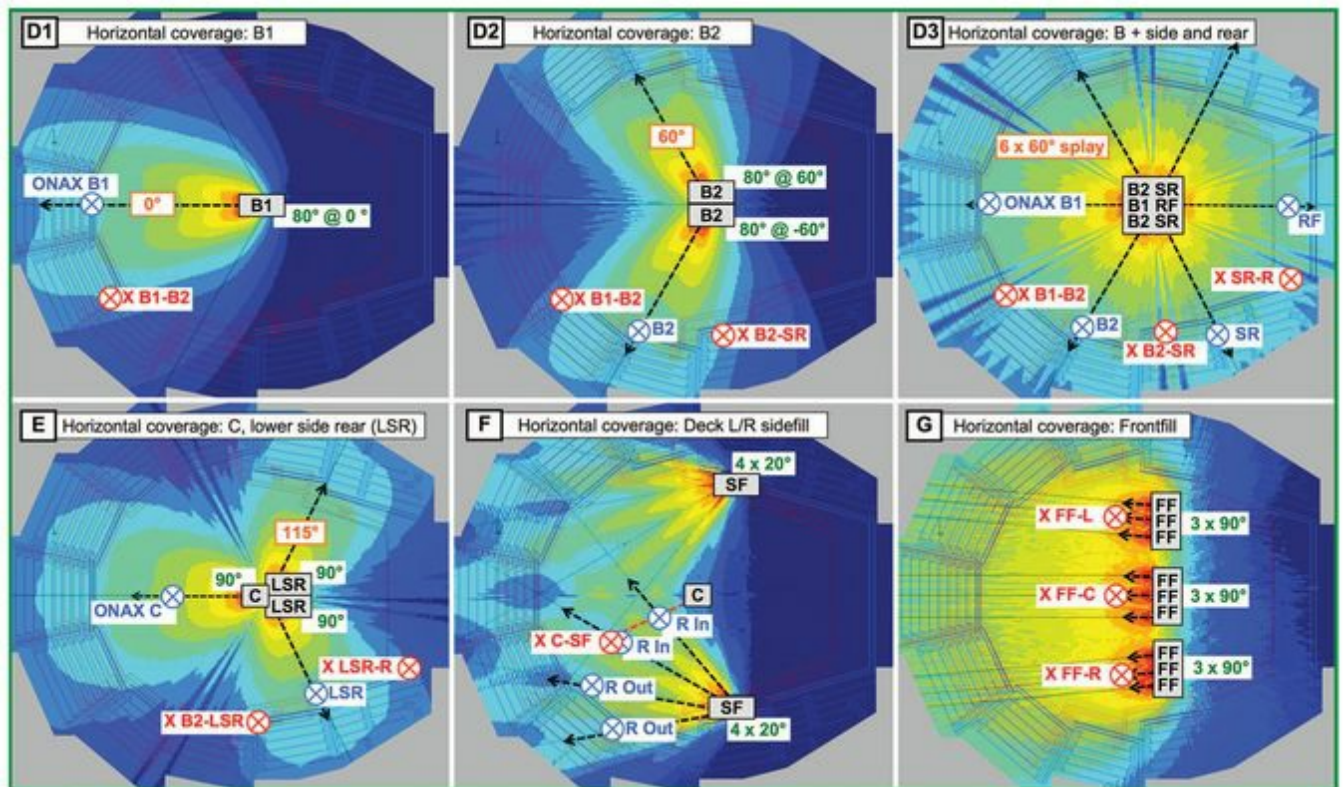 D1 Horizontal coverage: B1
ONAX B1
0°
B1
80° @ 0 °
X B1-B2
D2 Horizontal coverage: B2
60°
B2
80° @ 60°
B2
80° @ -60°
X B1-B2
B2
X B2-SR
D3 Horizontal coverage: B + side and rear
6 x 60° splay
B2 SR
B1 RF
B2 SR
ONAX B1
RF
X SR-R
X B1-B2
B2
X B2-SR
SR
E Horizontal coverage: C, lower side rear (LSR)
115°
90°
90°
C
LSR
LSR
90°
ONAX C
X LSR-R
LSR
X B2-LSR
F Horizontal coverage: Deck L/R sidefill
4 x 20°
SF
C
R In
X C-SF
R In
R Out
SF
R Out
4 x 20°
G Horizontal coverage: Frontfill
X FF-L
FF
FF
FF
3 x 90°
X FF-C
FF
FF
FF
3 x 90°
X FF-R
FF
FF
FF
3 x 90°